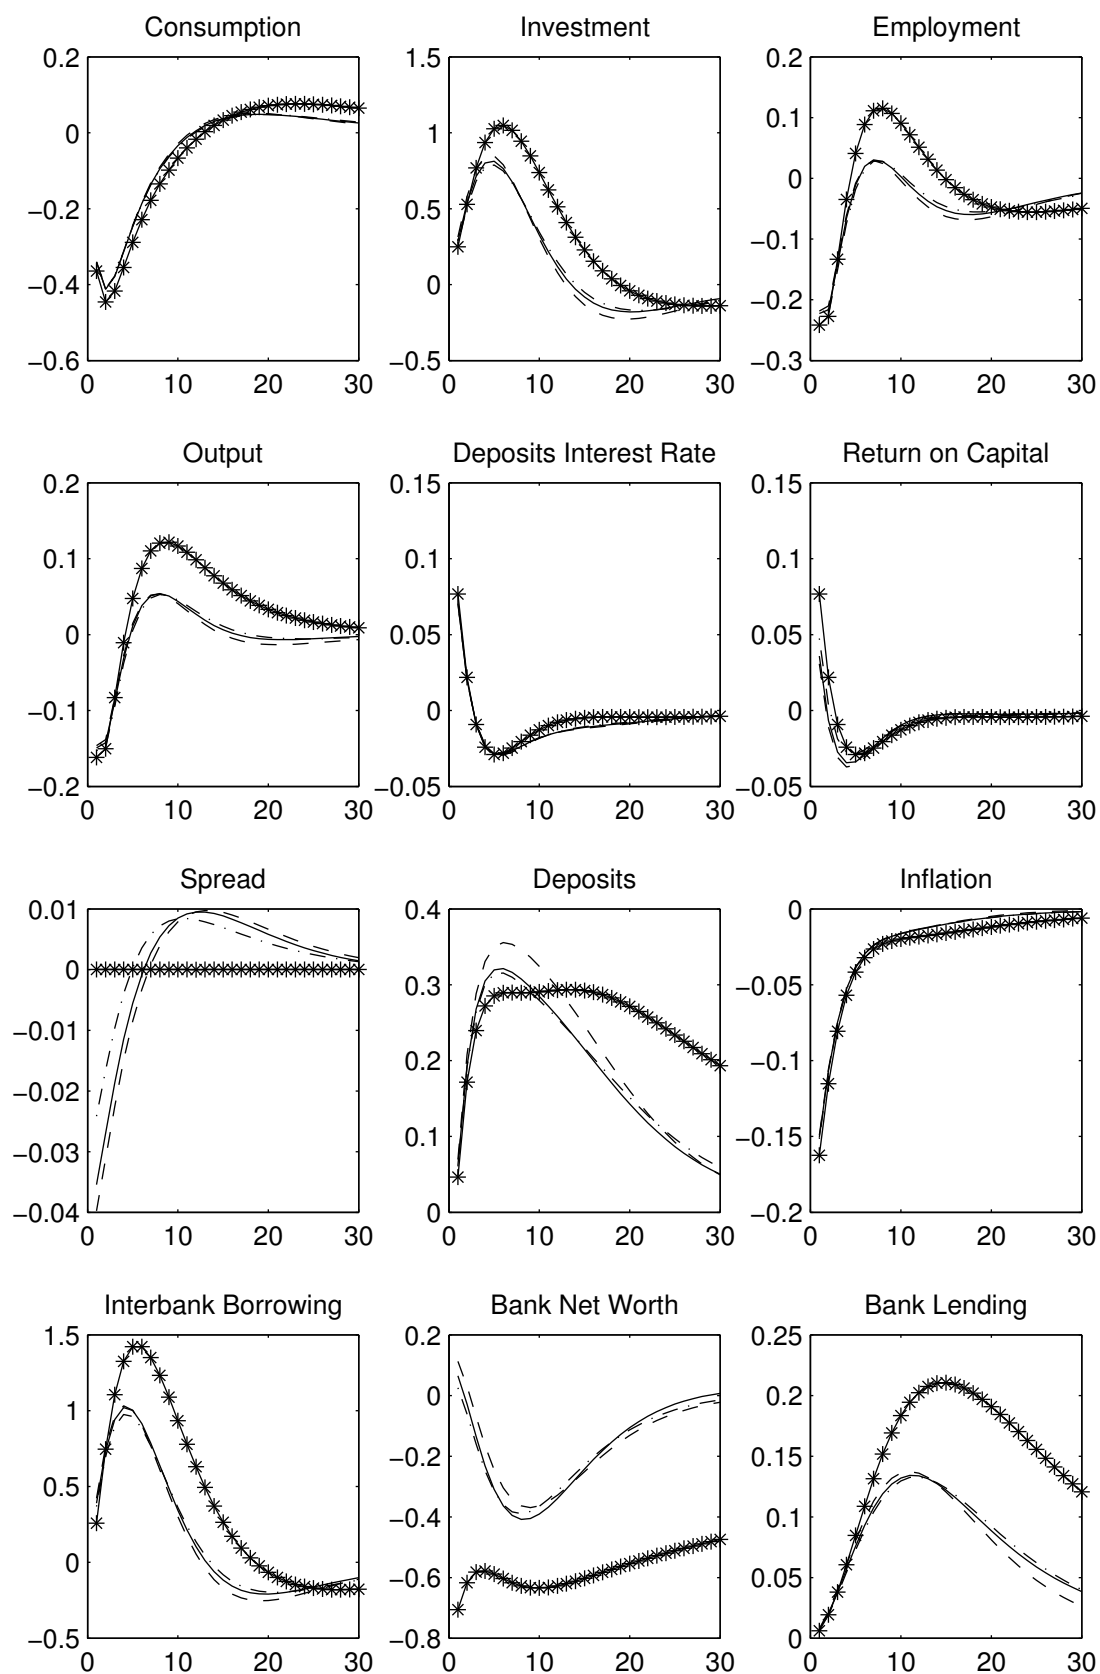 Consumption Investment Employment
0.2 1.5 0.2
0 1 0.1
−0.2 0.5 0
−0.4 0 −0.1
−0.2
−0.6 −0.5 −0.3
0 10 20 30 0 10 20 30 0 10 20 30
Output Deposits Interest Rate Return on Capital
0.2 0.15 0.15
0.1 0.1 0.1
0 0.05 0.05
−0.1 0 0
−0.2 −0.05 −0.05
0 10 20 30 0 10 20 30 0 10 20 30
Spread Deposits Inflation
0.01 0.4 0
0 0.3 −0.05
−0.01
−0.02 0.2 −0.1
−0.03 0.1 −0.15
−0.04 0 −0.2
0 10 20 30 0 10 20 30 0 10 20 30
Interbank Borrowing Bank Net Worth Bank Lending
1.5 0.2 0.25
1 0 0.2
0.5 −0.2 0.15
−0.4 0.1
0 −0.6 0.05
−0.5 −0.8 0
0 10 20 30 0 10 20 30 0 10 20 30